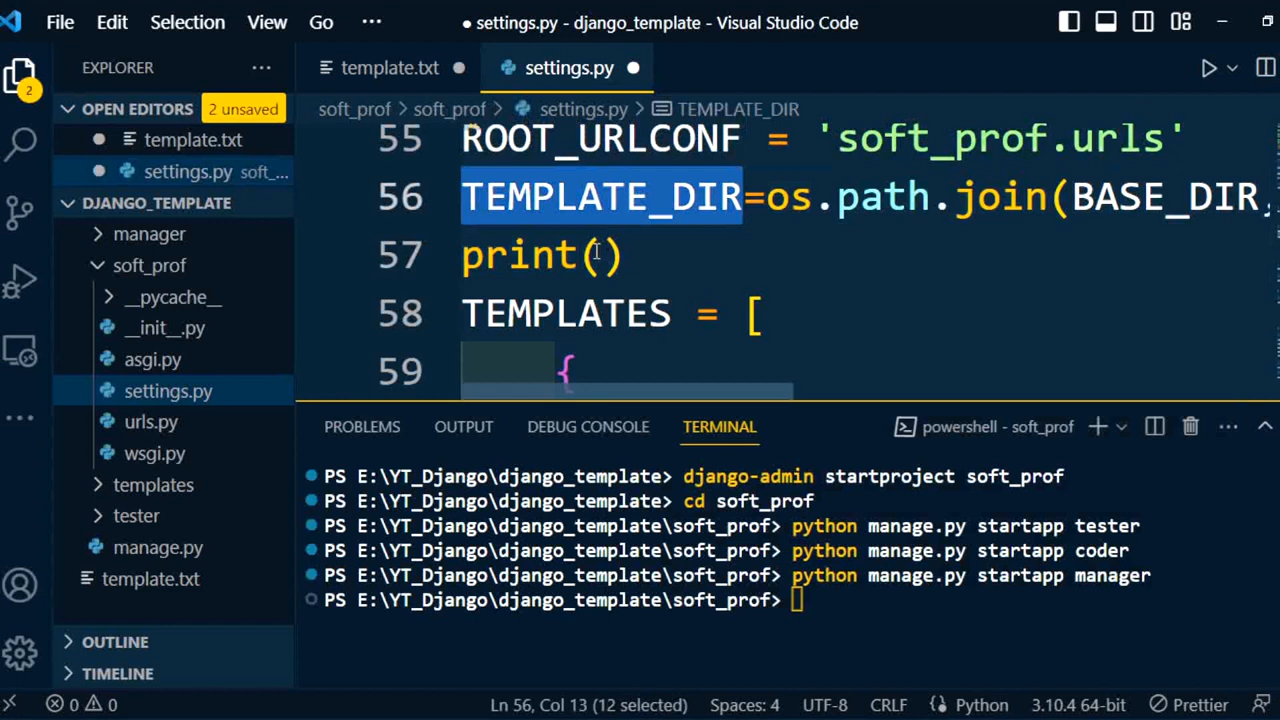 File Edit Selection View Go ··· ● settings.py - django_template - Visual Studio Code
EXPLORER ···
template.txt ●
settings.py ●
2
OPEN EDITORS 2 unsaved
template.txt
settings.py soft_...
DJANGO_TEMPLATE
manager
soft_prof
__pycache__
__init__.py
asgi.py
settings.py
urls.py
wsgi.py
templates
tester
manage.py
template.txt
OUTLINE
TIMELINE
soft_prof > soft_prof > settings.py > TEMPLATE_DIR
55 ROOT_URLCONF = 'soft_prof.urls'
56 TEMPLATE_DIR=os.path.join(BASE_DIR,
57 print()
58 TEMPLATES = [
59 {
PROBLEMS OUTPUT DEBUG CONSOLE TERMINAL powershell - soft_prof
PS E:\YT_Django\django_template> django-admin startproject soft_prof
PS E:\YT_Django\django_template> cd soft_prof
PS E:\YT_Django\django_template\soft_prof> python manage.py startapp tester
PS E:\YT_Django\django_template\soft_prof> python manage.py startapp coder
PS E:\YT_Django\django_template\soft_prof> python manage.py startapp manager
PS E:\YT_Django\django_template\soft_prof>
0 0 Ln 56, Col 13 (12 selected) Spaces: 4 UTF-8 CRLF Python 3.10.4 64-bit Prettier